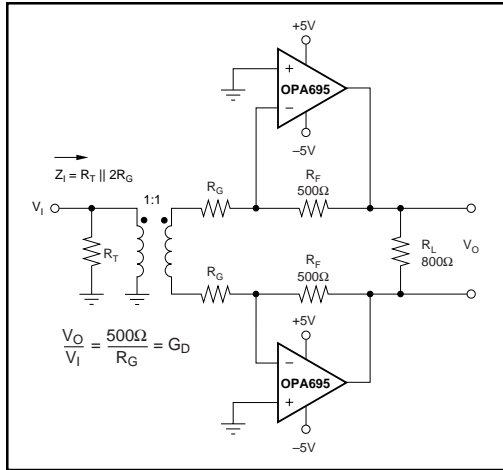 +5V
+
OPA695
−
−5V
Z_I = R_T || 2R_G
1:1
R_G
R_F
500Ω
V_I
R_T
R_L
800Ω
V_O
R_G
R_F
500Ω
V_O/V_I = 500Ω/R_G = G_D
+5V
−
OPA695
+
−5V